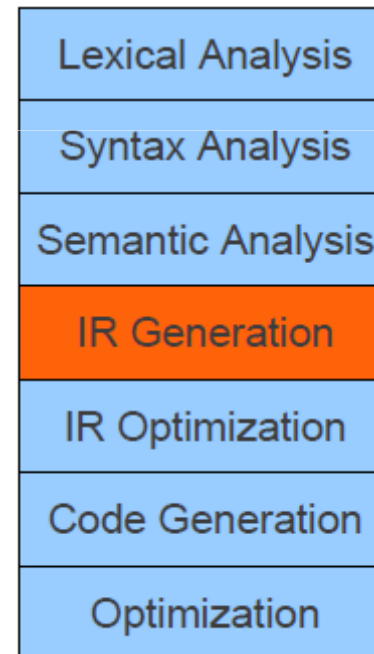 Lexical Analysis
Syntax Analysis
Semantic Analysis
IR Generation
IR Optimization
Code Generation
Optimization